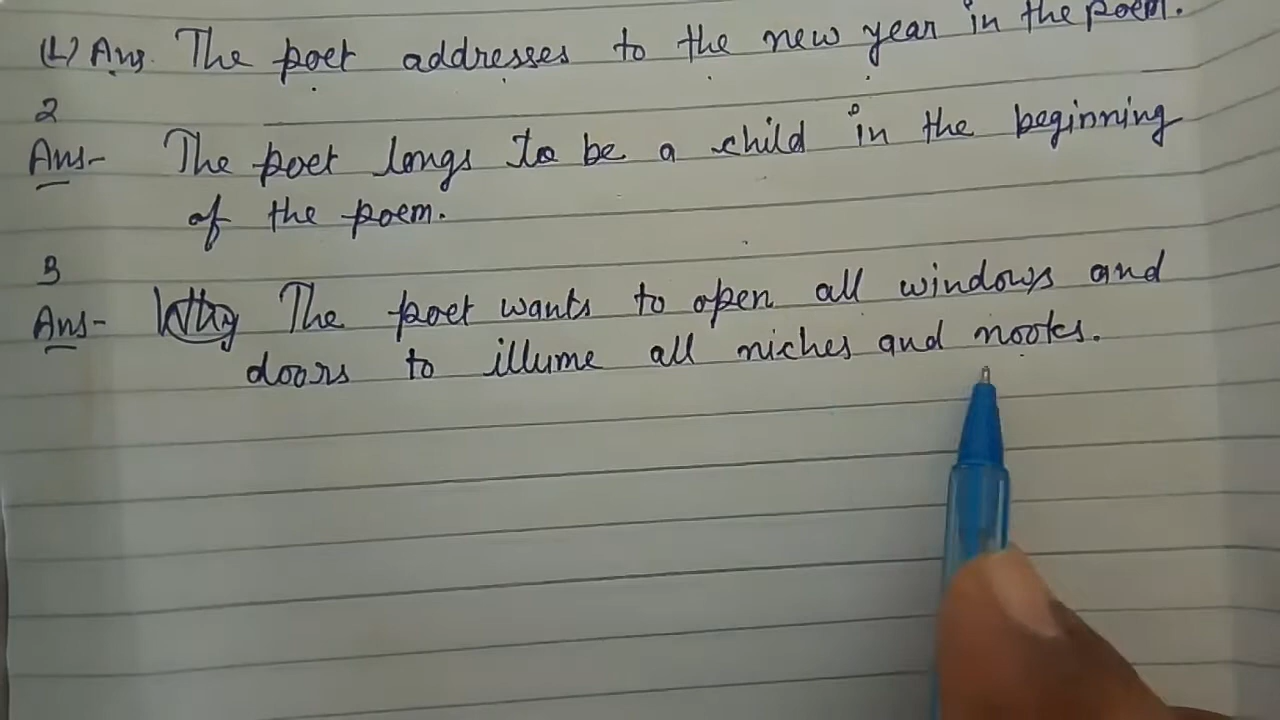 (1) Ans. The poet addresses to the new year in the poem.
2
Ans- The poet longs to be a child in the beginning
of the poem.
3
Ans- Why The poet wants to open all windows and
doors to illume all niches and nooks.